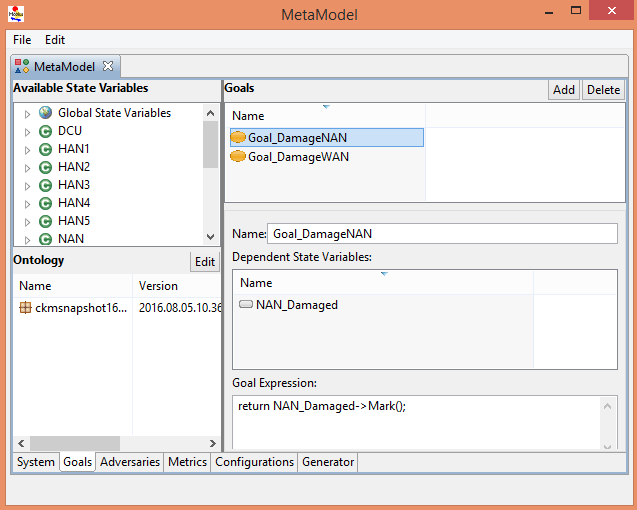 MetaModel
File Edit
MetaModel
Available State Variables
Global State Variables
DCU
HAN1
HAN2
HAN3
HAN4
HAN5
NAN
Ontology Edit
Name Version
ckmsnapshot16... 2016.08.05.10.36
Goals Add Delete
Name
Goal_DamageNAN
Goal_DamageWAN
Name: Goal_DamageNAN
Dependent State Variables:
Name
NAN_Damaged
Goal Expression:
return NAN_Damaged->Mark();
System Goals Adversaries Metrics Configurations Generator